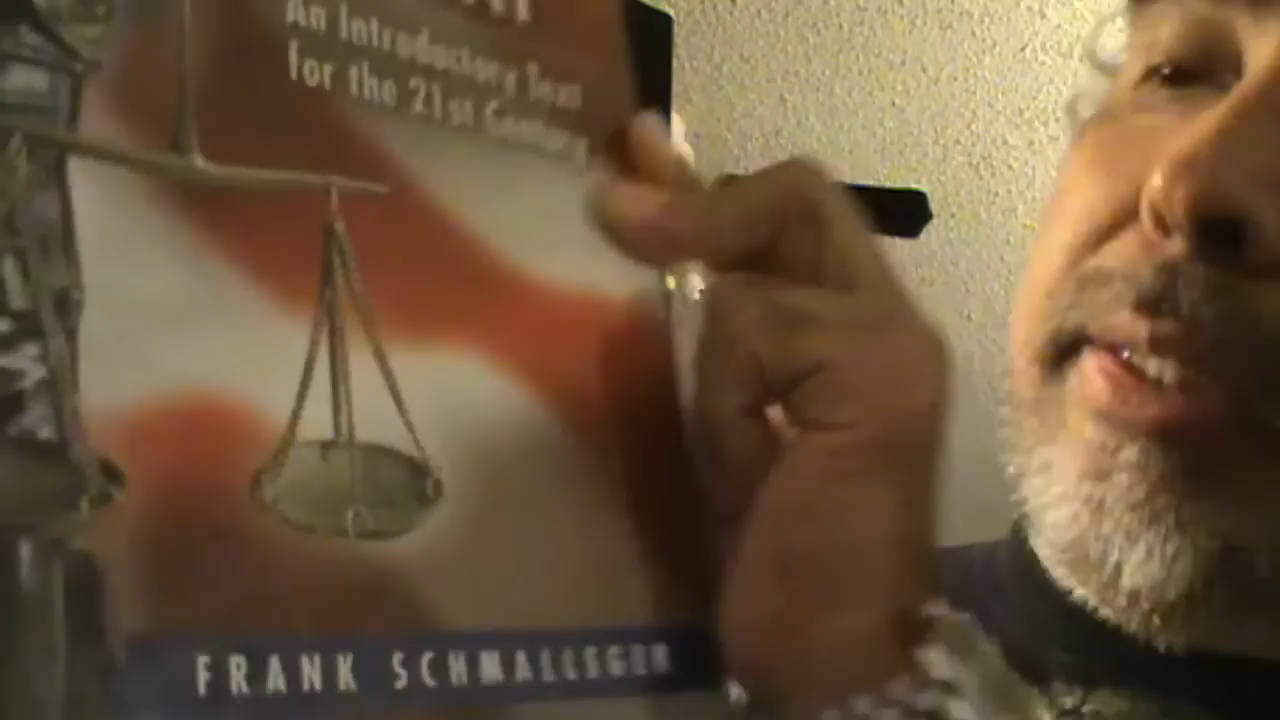 An Introductory Text
for the 21st Century
FRANK SCHMALLEGER